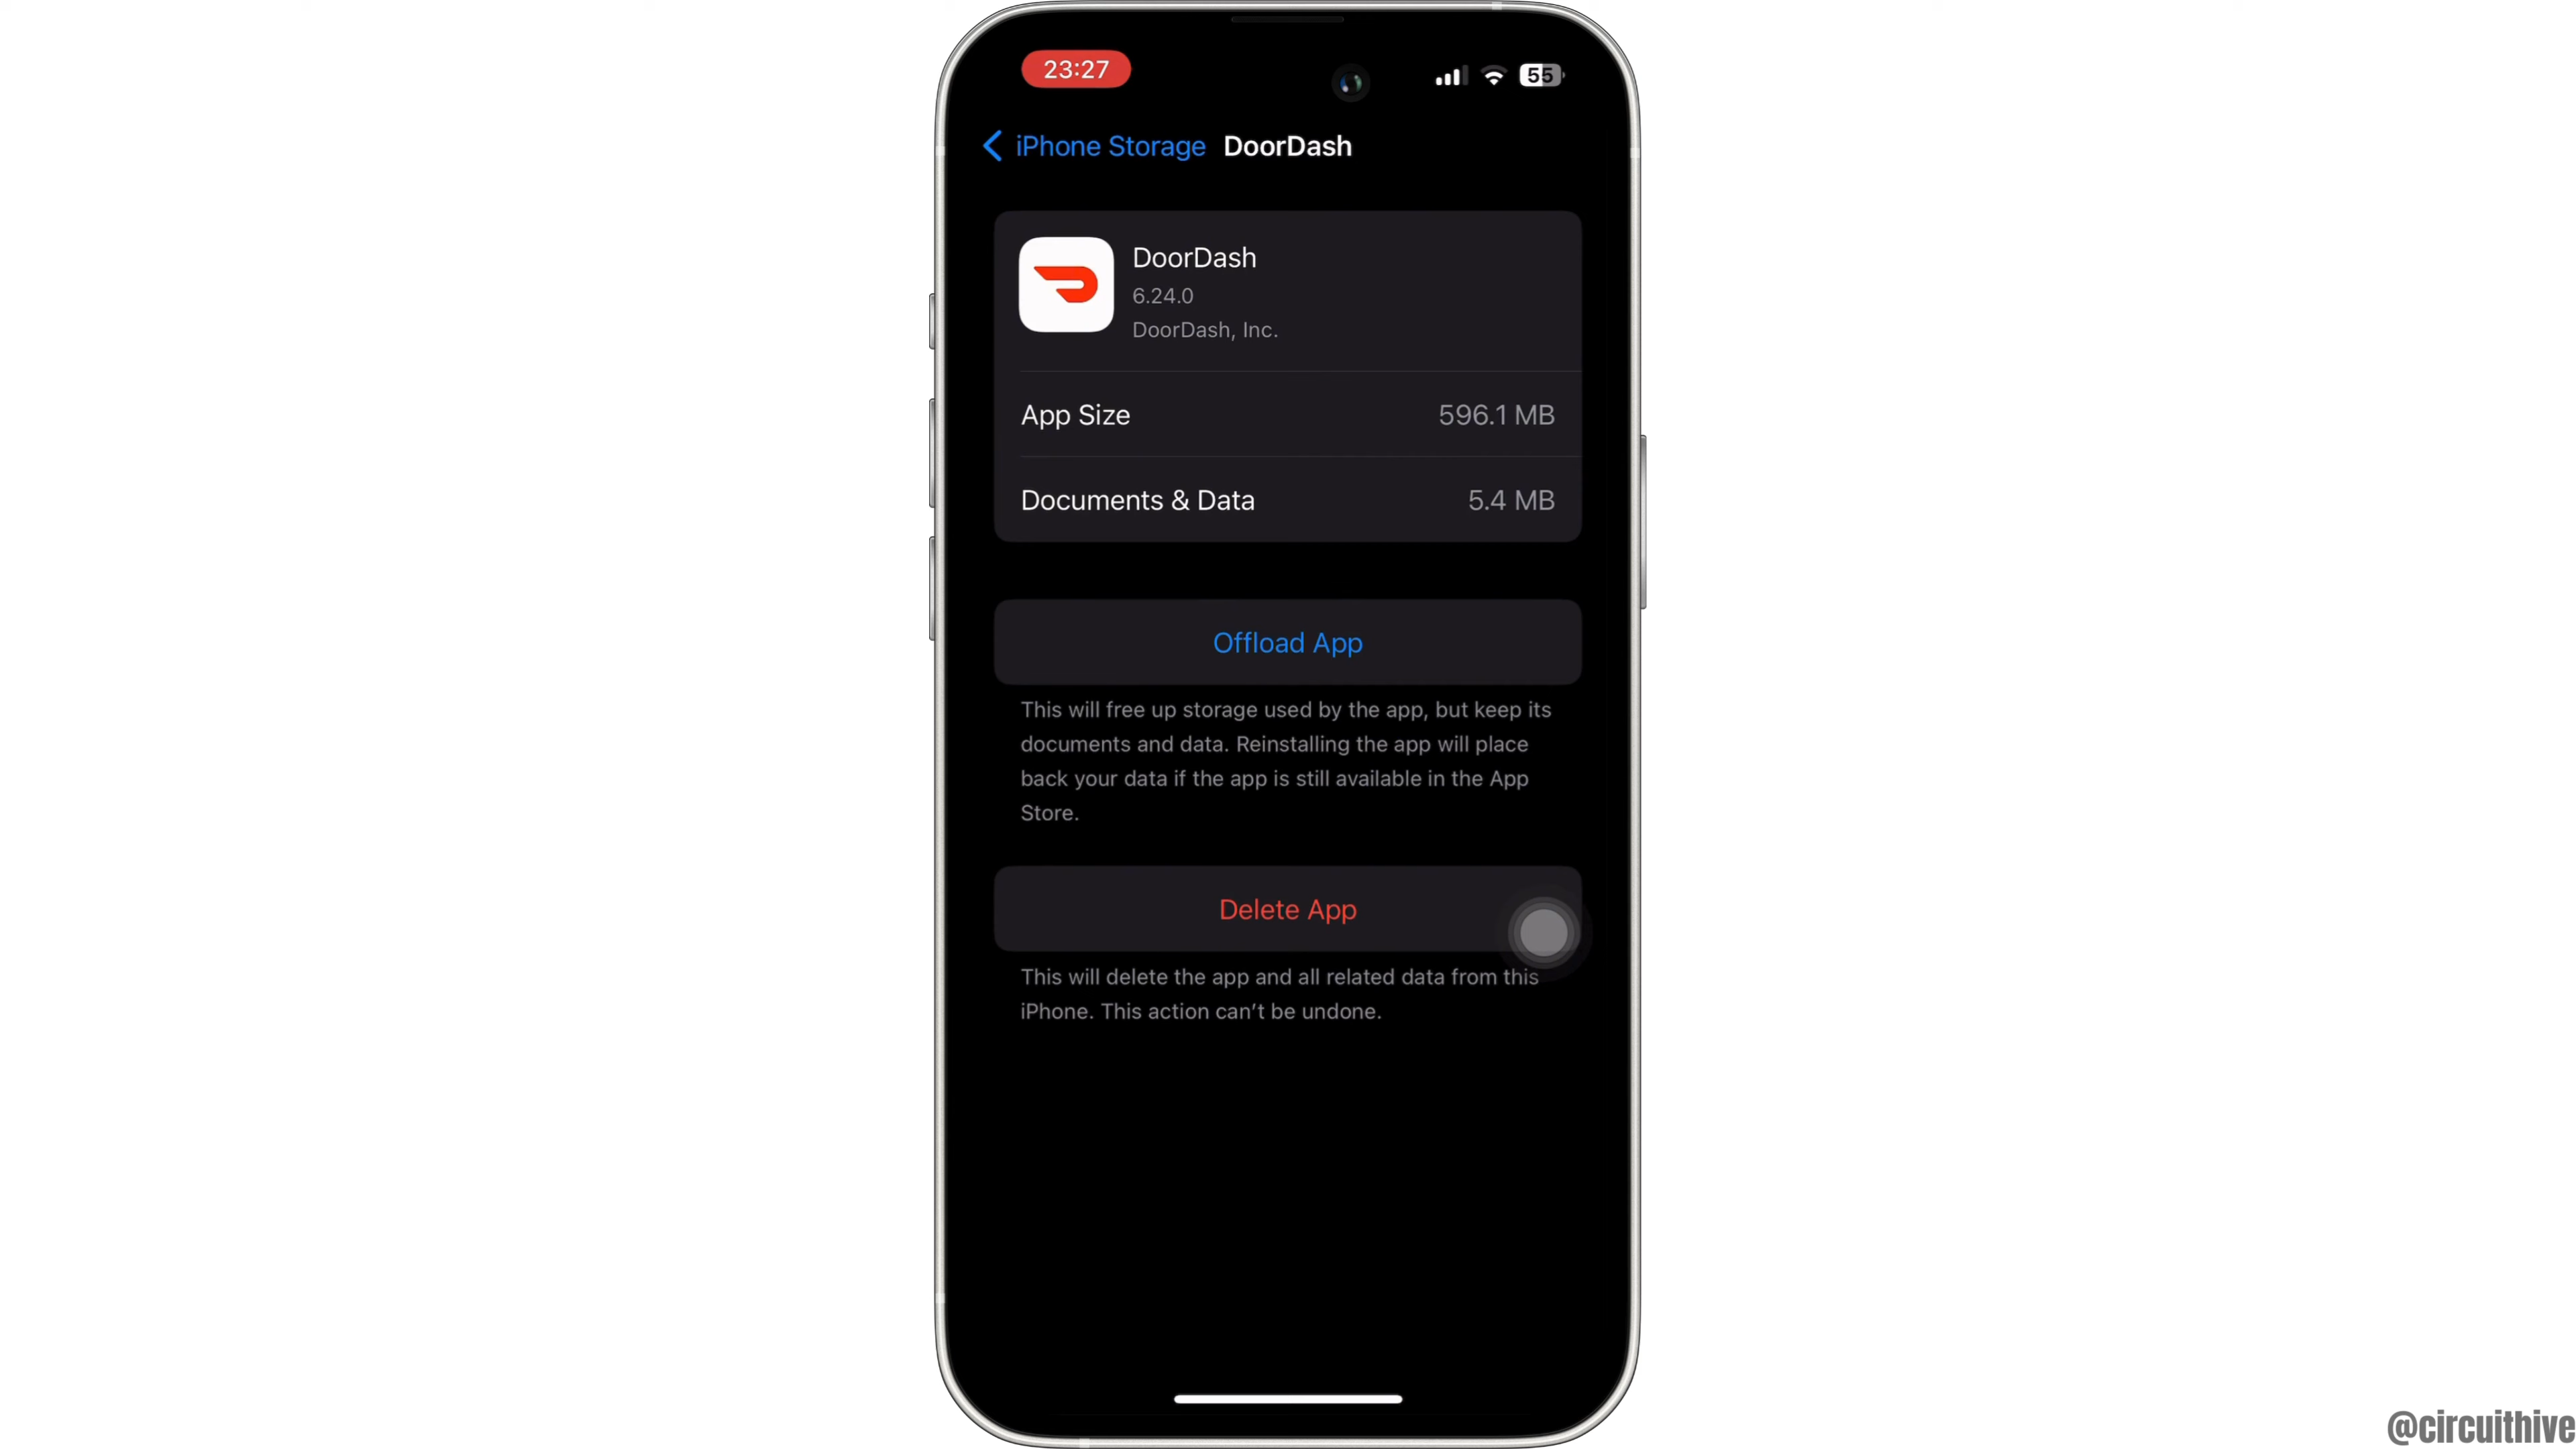 23:27
55
iPhone Storage DoorDash
DoorDash
6.24.0
DoorDash, Inc.
App Size 596.1 MB
Documents & Data 5.4 MB
Offload App
This will free up storage used by the app, but keep its
documents and data. Reinstalling the app will place
back your data if the app is still available in the App
Store.
Delete App
This will delete the app and all related data from this
iPhone. This action can’t be undone.
@circuithive